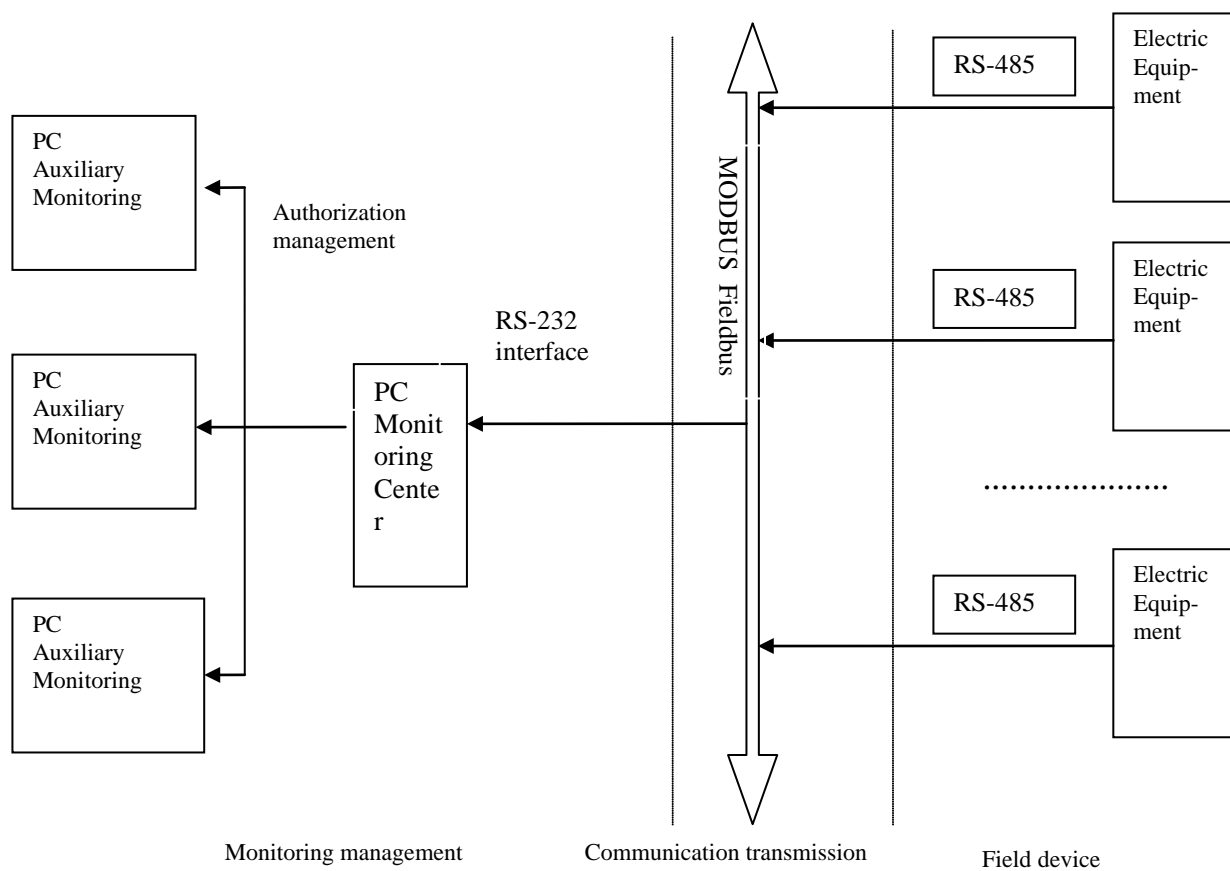 PC
Auxiliary
Monitoring
Authorization
management
PC
Auxiliary
Monitoring
PC
Auxiliary
Monitoring
PC
Monit
oring
Cente
r
RS-232
interface
MODBUS Fieldbus
RS-485
Electric
Equip-
ment
RS-485
Electric
Equip-
ment
.....................
RS-485
Electric
Equip-
ment
Monitoring management
Communication transmission
Field device